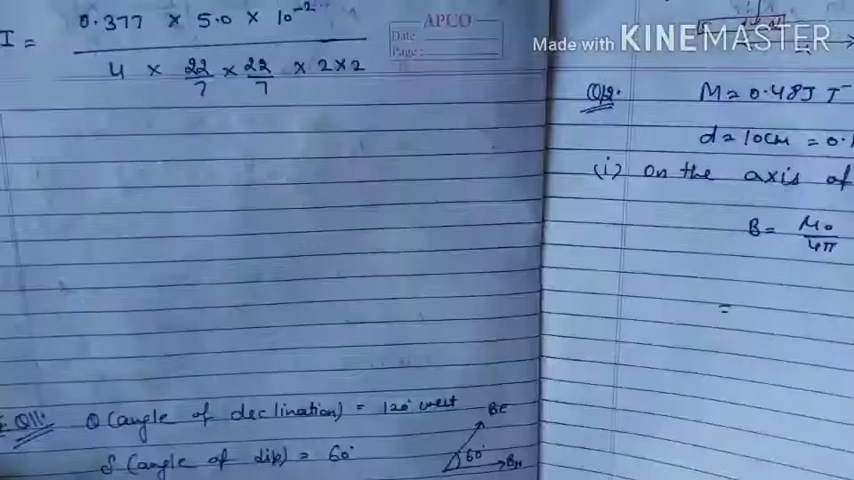 I = 0.377 × 5.0 × 10⁻²
4 × 22/7 × 22/7 × 2×2
APCO
Date
Page:
Q11. θ (angle of declination) = 12° west
δ (angle of dip) = 60°
BE
60°
BH
Made with KINEMASTER
Q12. M = 0.48 J T⁻
d = 10cm = 0.1
(i) on the axis of
B = μ₀/4π
=